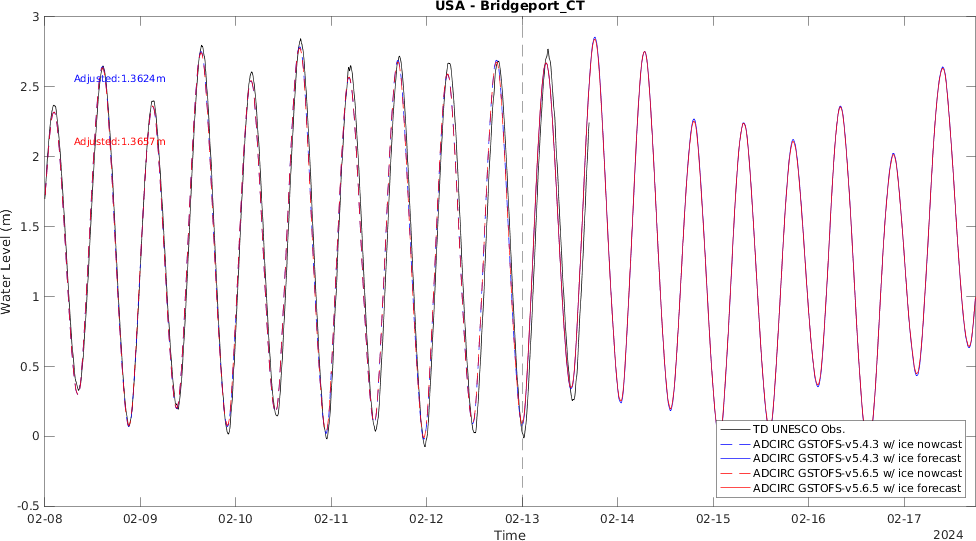 USA - Bridgeport_CT
3
2.5
2
1.5
1
0.5
0
-0.5
Water Level (m)
Adjusted:1.3624m
Adjusted:1.3657m
TD UNESCO Obs.
ADCIRC GSTOFS-v5.4.3 w/ ice nowcast
ADCIRC GSTOFS-v5.4.3 w/ ice forecast
ADCIRC GSTOFS-v5.6.5 w/ ice nowcast
ADCIRC GSTOFS-v5.6.5 w/ ice forecast
02-08 02-09 02-10 02-11 02-12 02-13 02-14 02-15 02-16 02-17
Time
2024